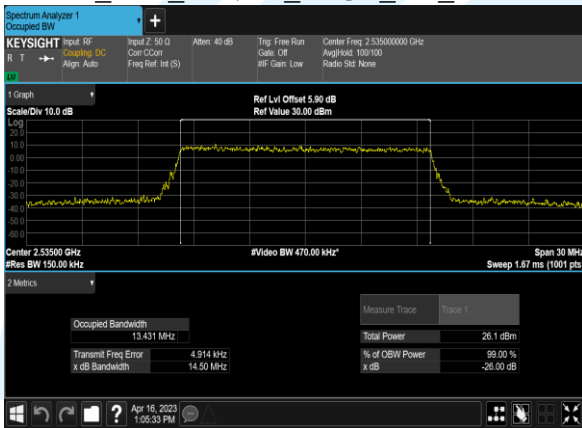 Spectrum Analyzer 1
Occupied BW
KEYSIGHT Input: RF Input Z: 50 Ω Atten: 40 dB Trig: Free Run Center Freq: 2.535000000 GHz
R T Coupling: DC Corr CCorr Gate: Off Avg|Hold: 100/100
Align: Auto Freq Ref: Int (S) #IF Gain: Low Radio Std: None
LV
1 Graph Ref Lvl Offset 5.90 dB
Scale/Div 10.0 dB Ref Value 30.00 dBm
Log
20.0
10.0
0.00
-10.0
-20.0
-30.0
-40.0
-50.0
-60.0
Center 2.53500 GHz #Video BW 470.00 kHz* Span 30 MHz
#Res BW 150.00 kHz Sweep 1.67 ms (1001 pts)
2 Metrics
Measure Trace Trace 1
Occupied Bandwidth
13.431 MHz Total Power 26.1 dBm
Transmit Freq Error 4.914 kHz % of OBW Power 99.00 %
x dB Bandwidth 14.50 MHz x dB -26.00 dB
Apr 16, 2023
1:05:33 PM